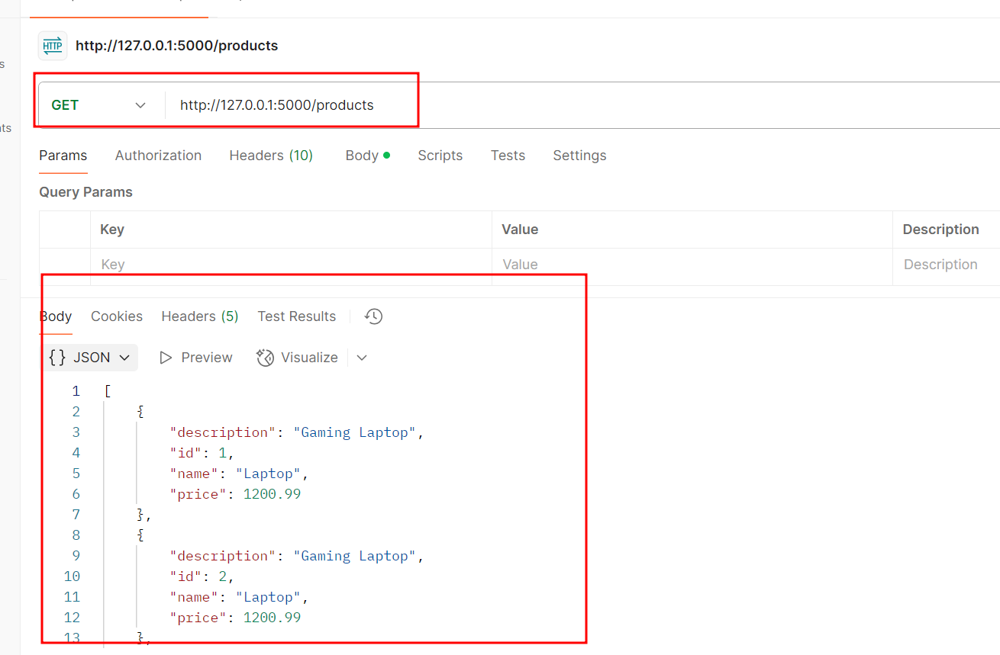 HTTP http://127.0.0.1:5000/products
s
GET http://127.0.0.1:5000/products
nts
Params Authorization Headers (10) Body Scripts Tests Settings
Query Params
Key Value Description
Key Value Description
Body Cookies Headers (5) Test Results
{} JSON Preview Visualize
1 [
2 {
3 "description": "Gaming Laptop",
4 "id": 1,
5 "name": "Laptop",
6 "price": 1200.99
7 },
8 {
9 "description": "Gaming Laptop",
10 "id": 2,
11 "name": "Laptop",
12 "price": 1200.99
13 },